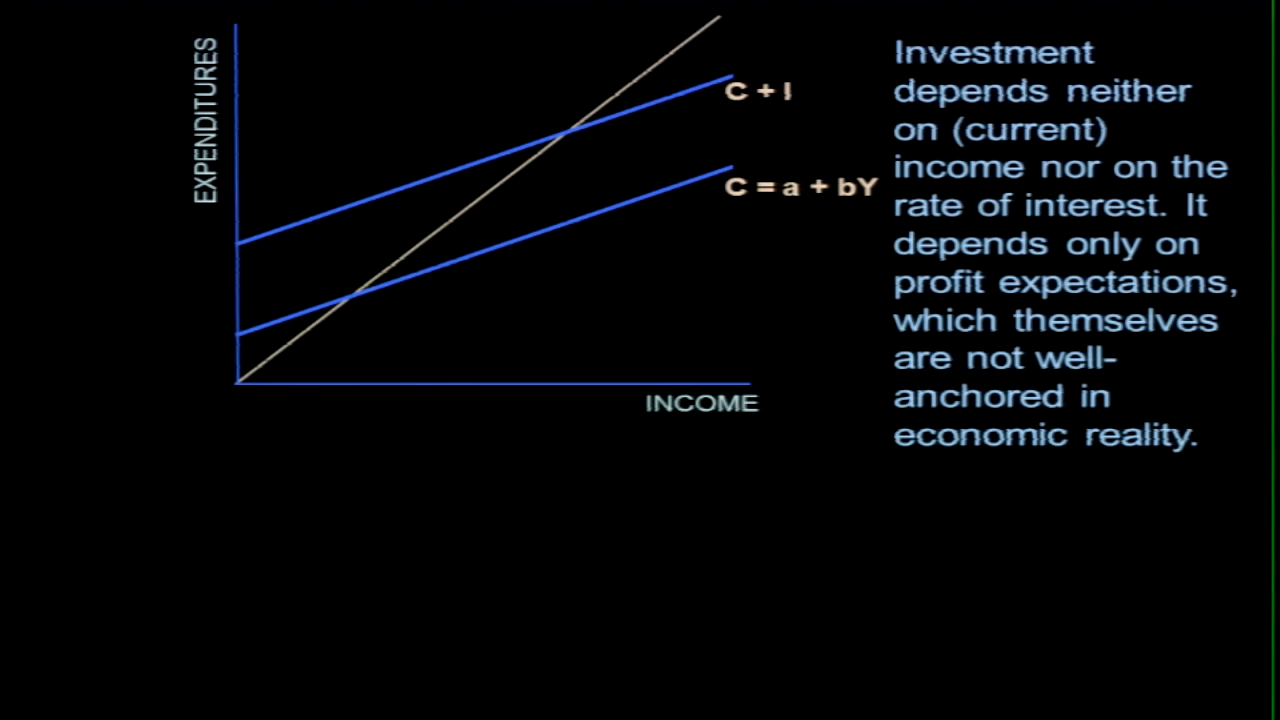 EXPENDITURES
C + I
C = a + bY
INCOME
Investment
depends neither
on (current)
income nor on the
rate of interest. It
depends only on
profit expectations,
which themselves
are not well-
anchored in
economic reality.